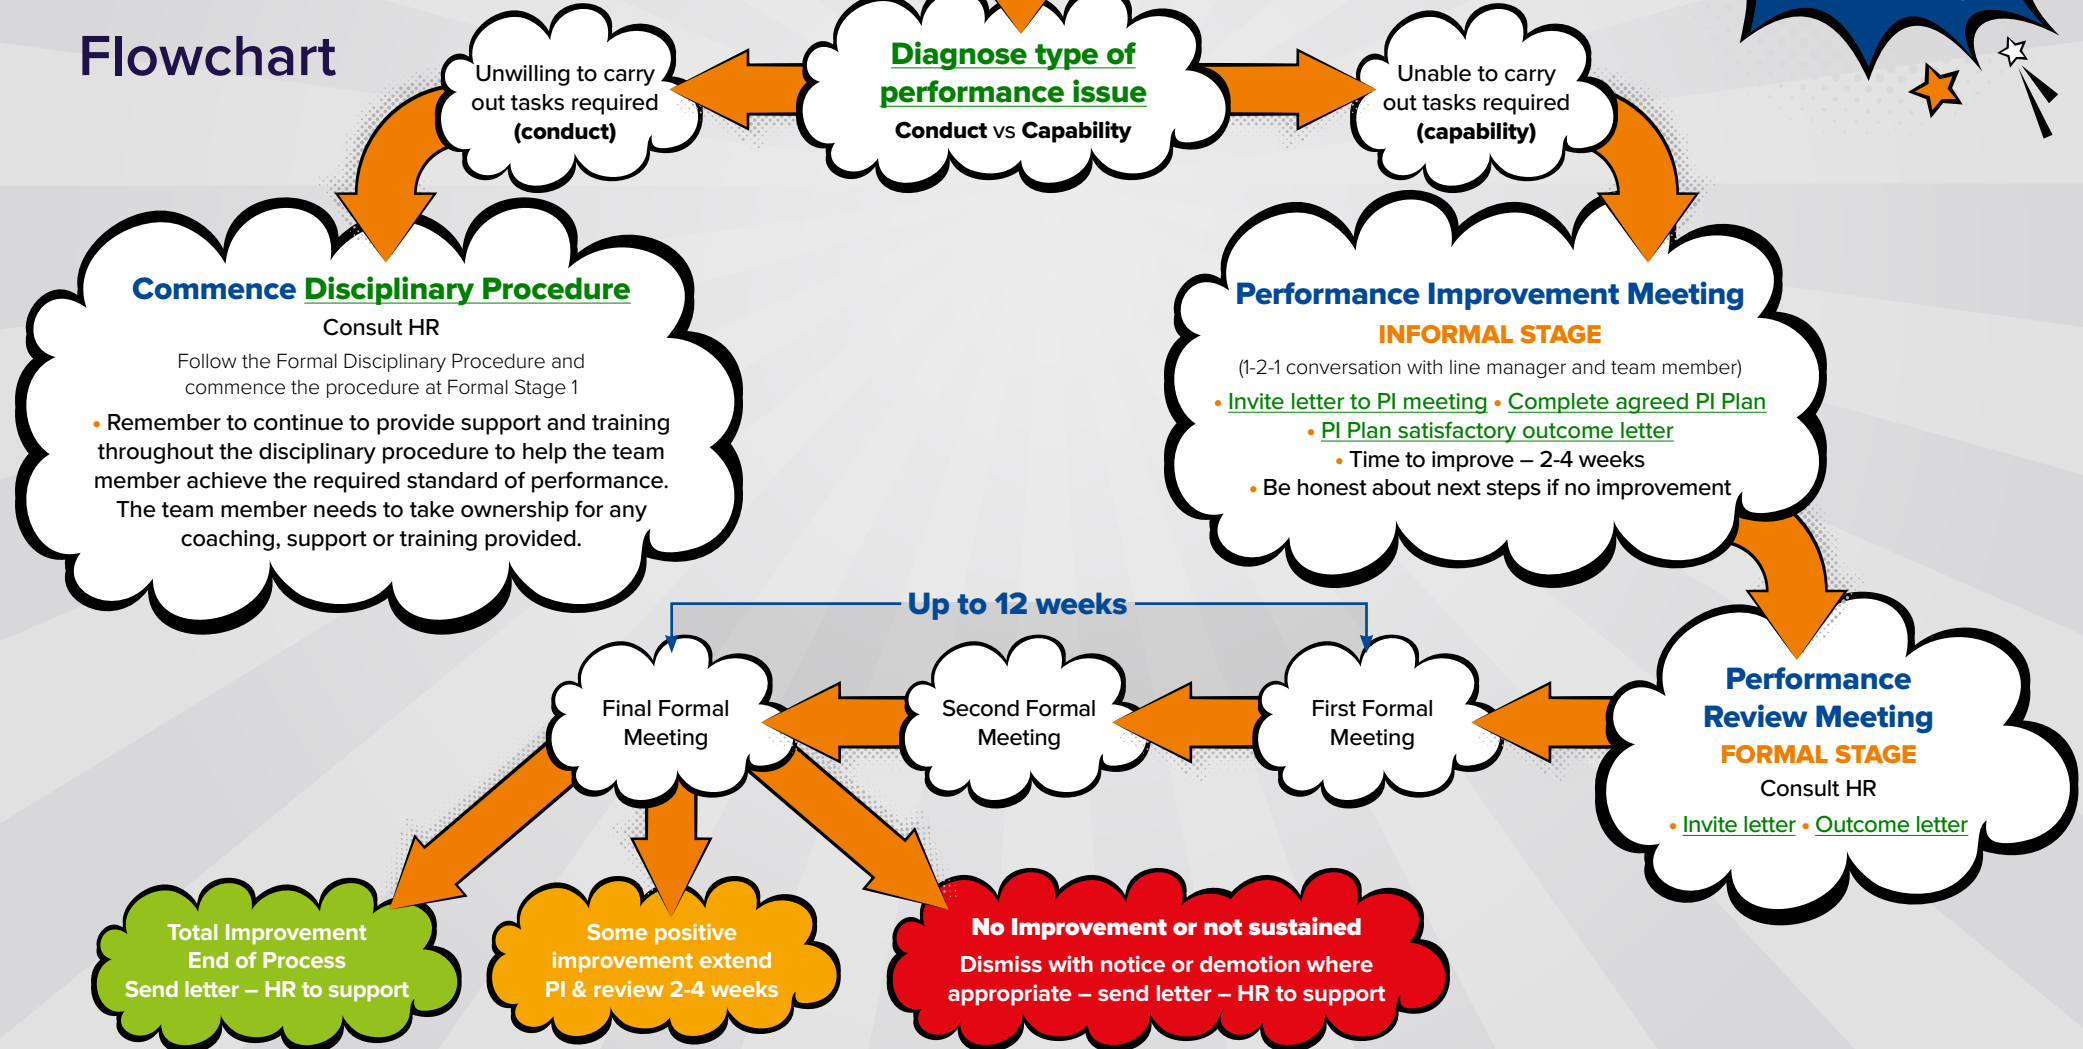 Flowchart
Diagnose type of
performance issue
Conduct vs Capability
Unwilling to carry
out tasks required
(conduct)
Unable to carry
out tasks required
(capability)
Commence Disciplinary Procedure
Consult HR
Follow the Formal Disciplinary Procedure and
commence the procedure at Formal Stage 1
• Remember to continue to provide support and training
throughout the disciplinary procedure to help the team
member achieve the required standard of performance.
The team member needs to take ownership for any
coaching, support or training provided.
Performance Improvement Meeting
INFORMAL STAGE
(1-2-1 conversation with line manager and team member)
• Invite letter to PI meeting • Complete agreed PI Plan
• PI Plan satisfactory outcome letter
• Time to improve – 2-4 weeks
• Be honest about next steps if no improvement
Performance
Review Meeting
FORMAL STAGE
Consult HR
• Invite letter • Outcome letter
Up to 12 weeks
First Formal
Meeting
Second Formal
Meeting
Final Formal
Meeting
Total Improvement
End of Process
Send letter – HR to support
Some positive
improvement extend
PI & review 2-4 weeks
No Improvement or not sustained
Dismiss with notice or demotion where
appropriate – send letter – HR to support